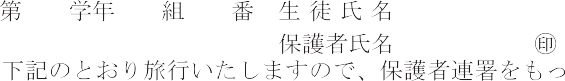 第　　学年　　組　　番　生徒氏名
保護者氏名　　　　　　　㊞
下記のとおり旅行いたしますので、保護者連署をもっ